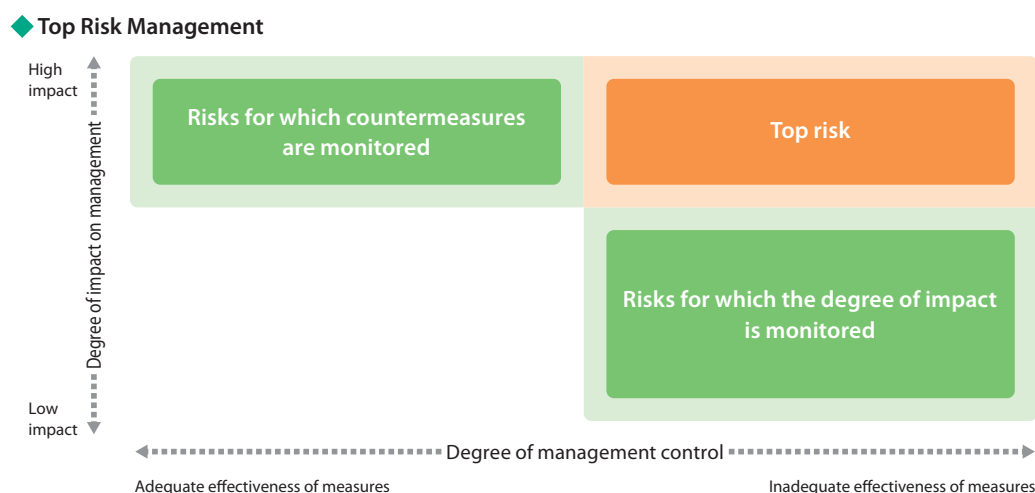 Top Risk Management
High
impact
Degree of impact on management
Low
impact
Risks for which countermeasures
are monitored
Top risk
Risks for which the degree of impact
is monitored
Degree of management control
Adequate effectiveness of measures
Inadequate effectiveness of measures